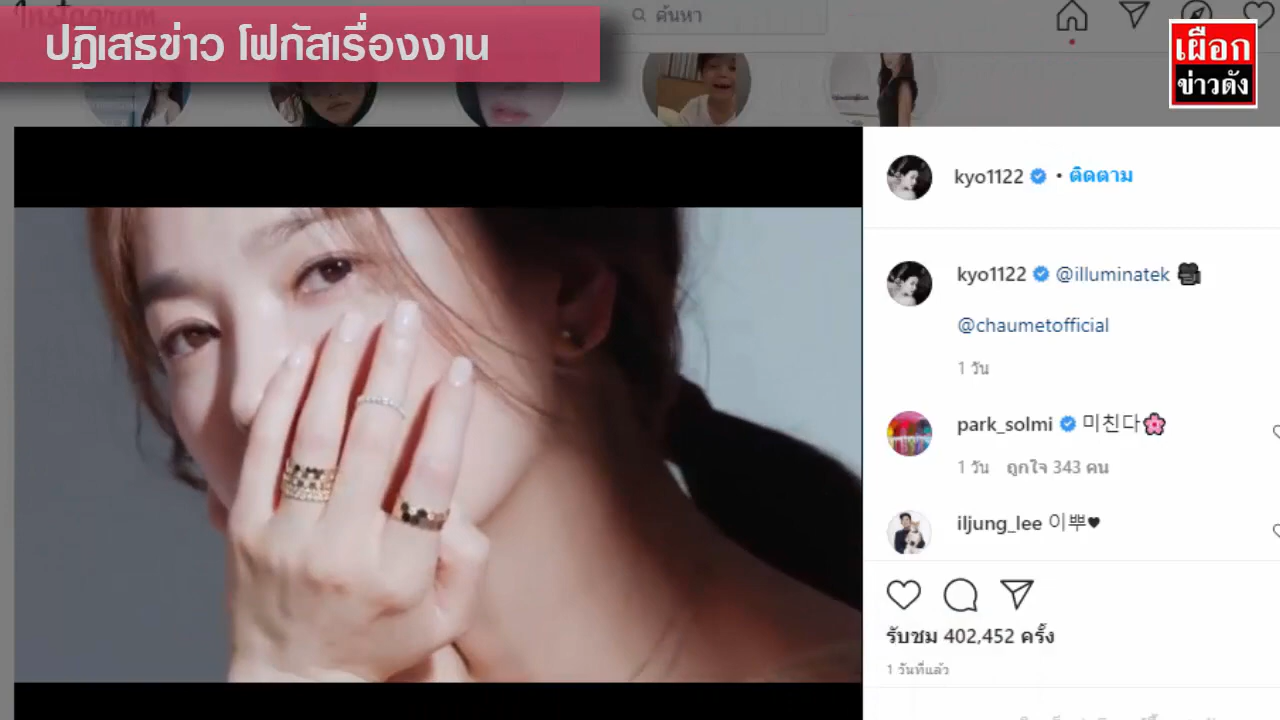 Instagram
ค้นหา
ปฏิเสธข่าว โฟกัสเรื่องงาน
เผือก
ข่าวดัง
kyo1122 • ติดตาม
kyo1122 @illuminatek
@chaumetofficial
1 วัน
park_solmi 미친다
1 วัน ถูกใจ 343 คน
iljung_lee 이쁘♥
รับชม 402,452 ครั้ง
1 วันที่แล้ว